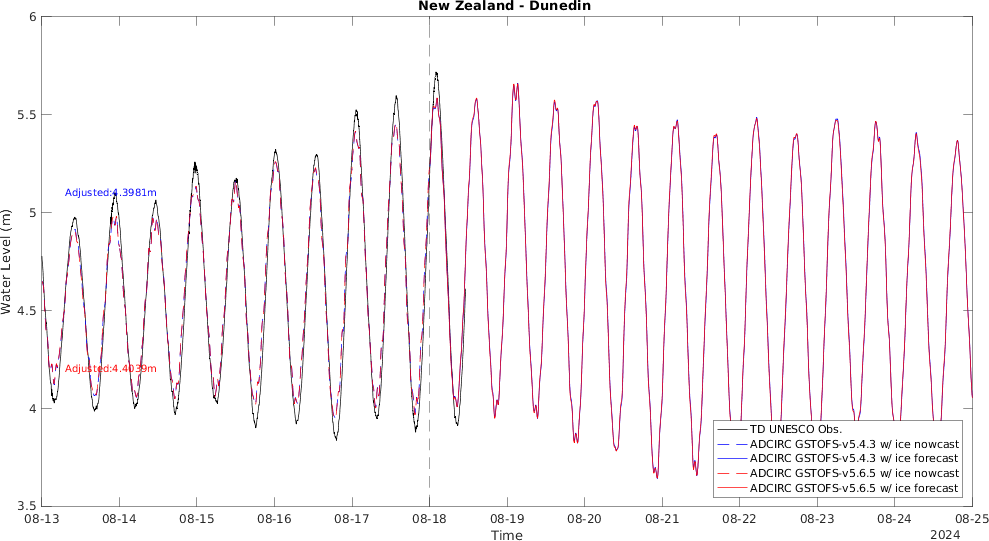 New Zealand - Dunedin
6
5.5
5
4.5
4
3.5
Water Level (m)
Adjusted:4.3981m
Adjusted:4.4039m
TD UNESCO Obs.
ADCIRC GSTOFS-v5.4.3 w/ ice nowcast
ADCIRC GSTOFS-v5.4.3 w/ ice forecast
ADCIRC GSTOFS-v5.6.5 w/ ice nowcast
ADCIRC GSTOFS-v5.6.5 w/ ice forecast
08-13 08-14 08-15 08-16 08-17 08-18 08-19 08-20 08-21 08-22 08-23 08-24 08-25
Time
2024